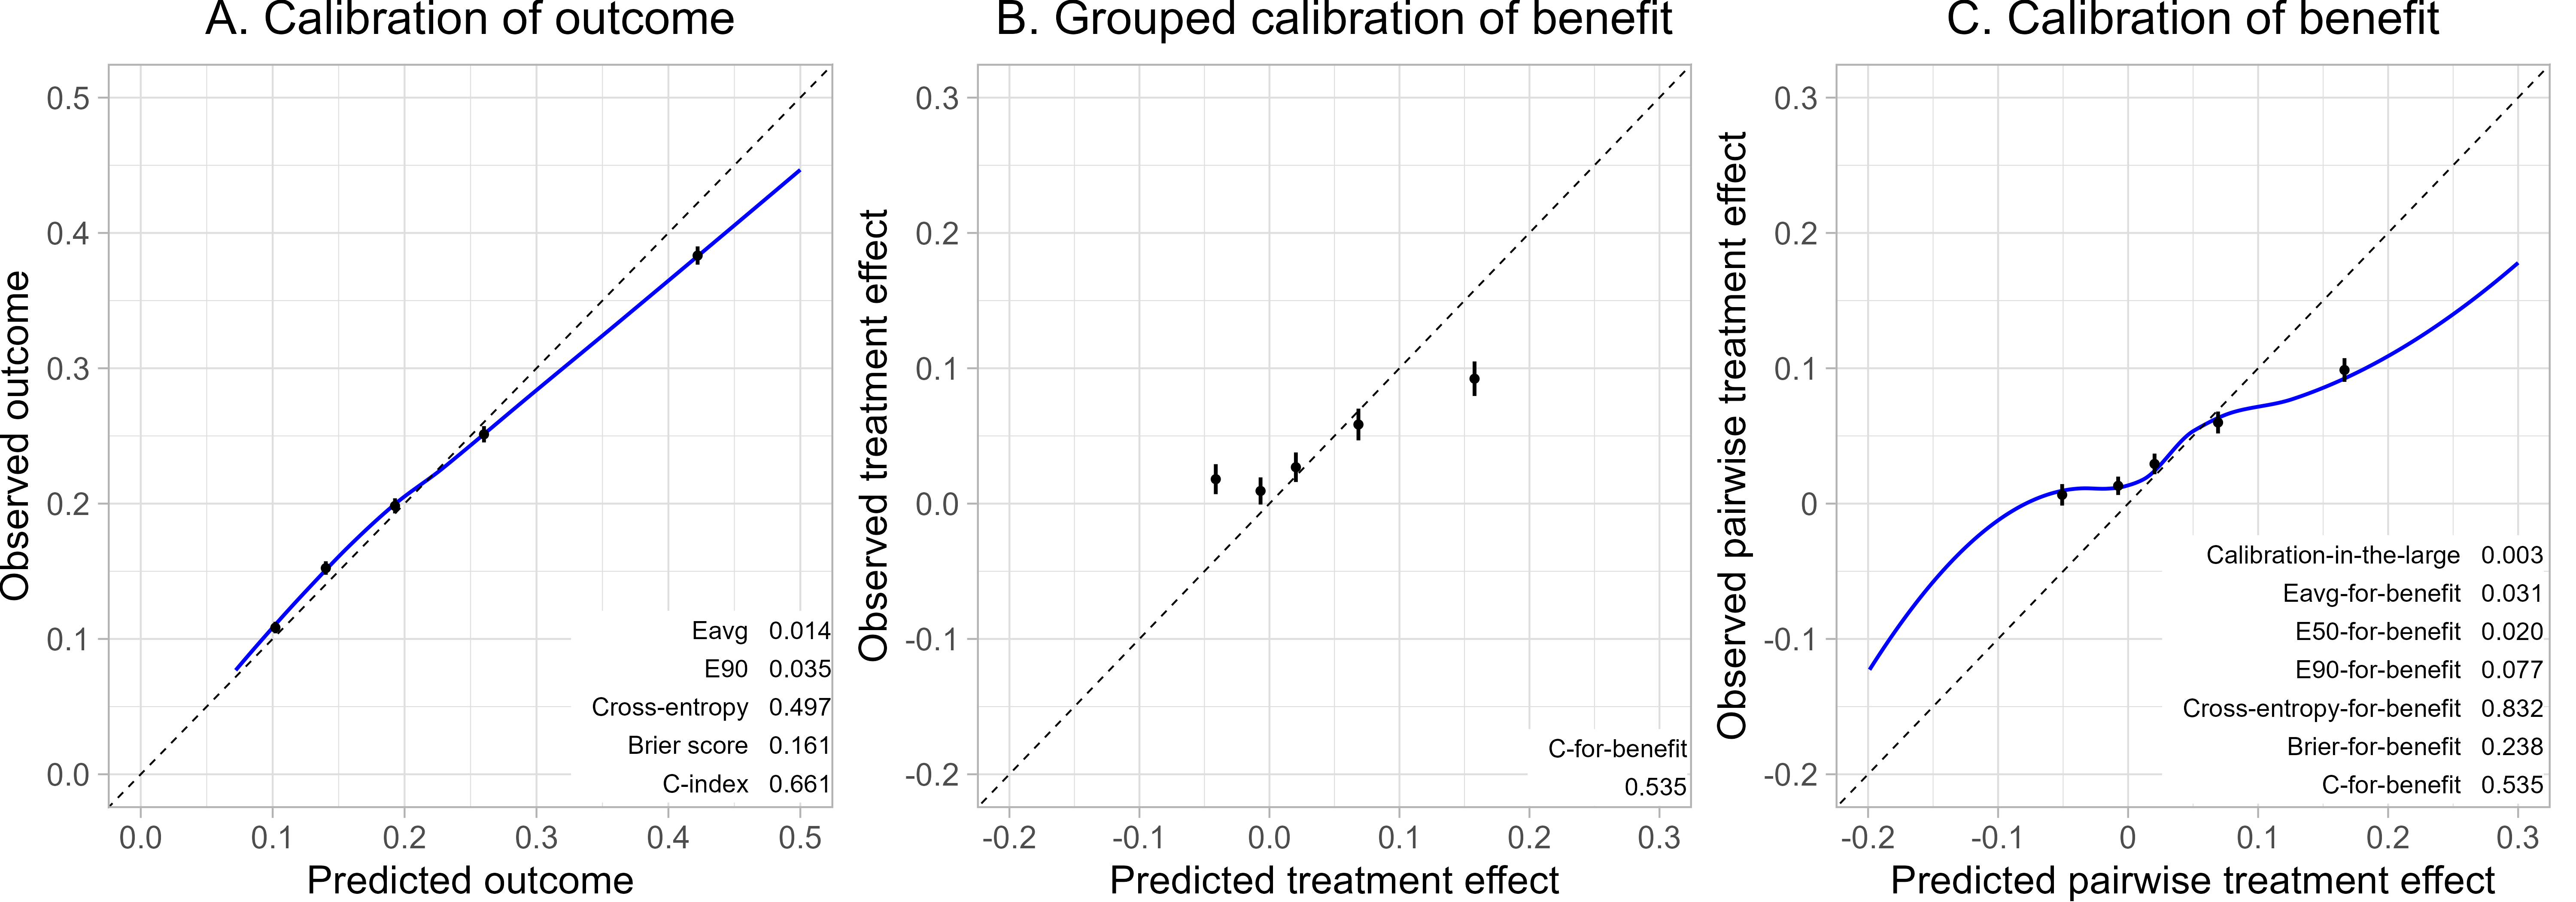 A. Calibration of outcome
Observed outcome
0.5
0.4
0.3
0.2
0.1
0.0
Eavg 0.014
E90 0.035
Cross-entropy 0.497
Brier score 0.161
C-index 0.661
0.0 0.1 0.2 0.3 0.4 0.5
Predicted outcome
B. Grouped calibration of benefit
Observed treatment effect
0.3
0.2
0.1
0.0
-0.1
-0.2
C-for-benefit
0.535
-0.2 -0.1 0.0 0.1 0.2 0.3
Predicted treatment effect
C. Calibration of benefit
Observed pairwise treatment effect
0.3
0.2
0.1
0
-0.1
-0.2
Calibration-in-the-large 0.003
Eavg-for-benefit 0.031
E50-for-benefit 0.020
E90-for-benefit 0.077
Cross-entropy-for-benefit 0.832
Brier-for-benefit 0.238
C-for-benefit 0.535
-0.2 -0.1 0 0.1 0.2 0.3
Predicted pairwise treatment effect